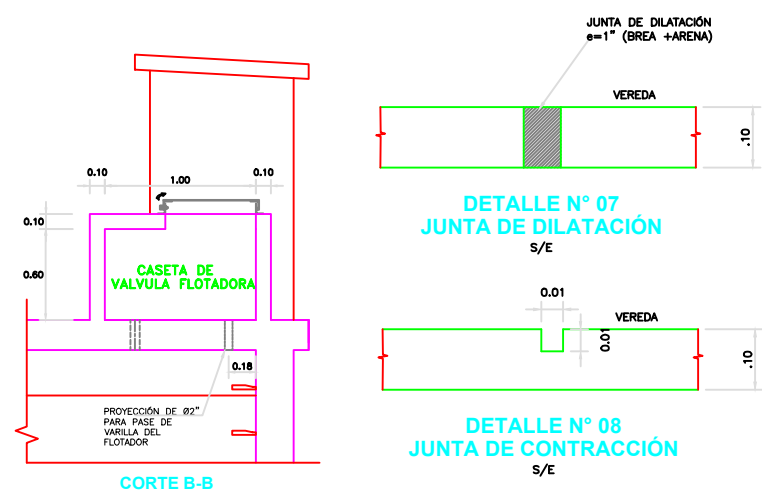 JUNTA DE DILATACIÓN
e=1" (BREA +ARENA)
VEREDA
.10
DETALLE N° 07
JUNTA DE DILATACIÓN
S/E
0.10
1.00
0.10
0.10
0.60
CASETA DE
VALVULA FLOTADORA
0.18
PROYECCIÓN DE Ø2"
PARA PASE DE
VARILLA DEL
FLOTADOR
CORTE B-B
0.01
VEREDA
0.01
.10
DETALLE N° 08
JUNTA DE CONTRACCIÓN
S/E